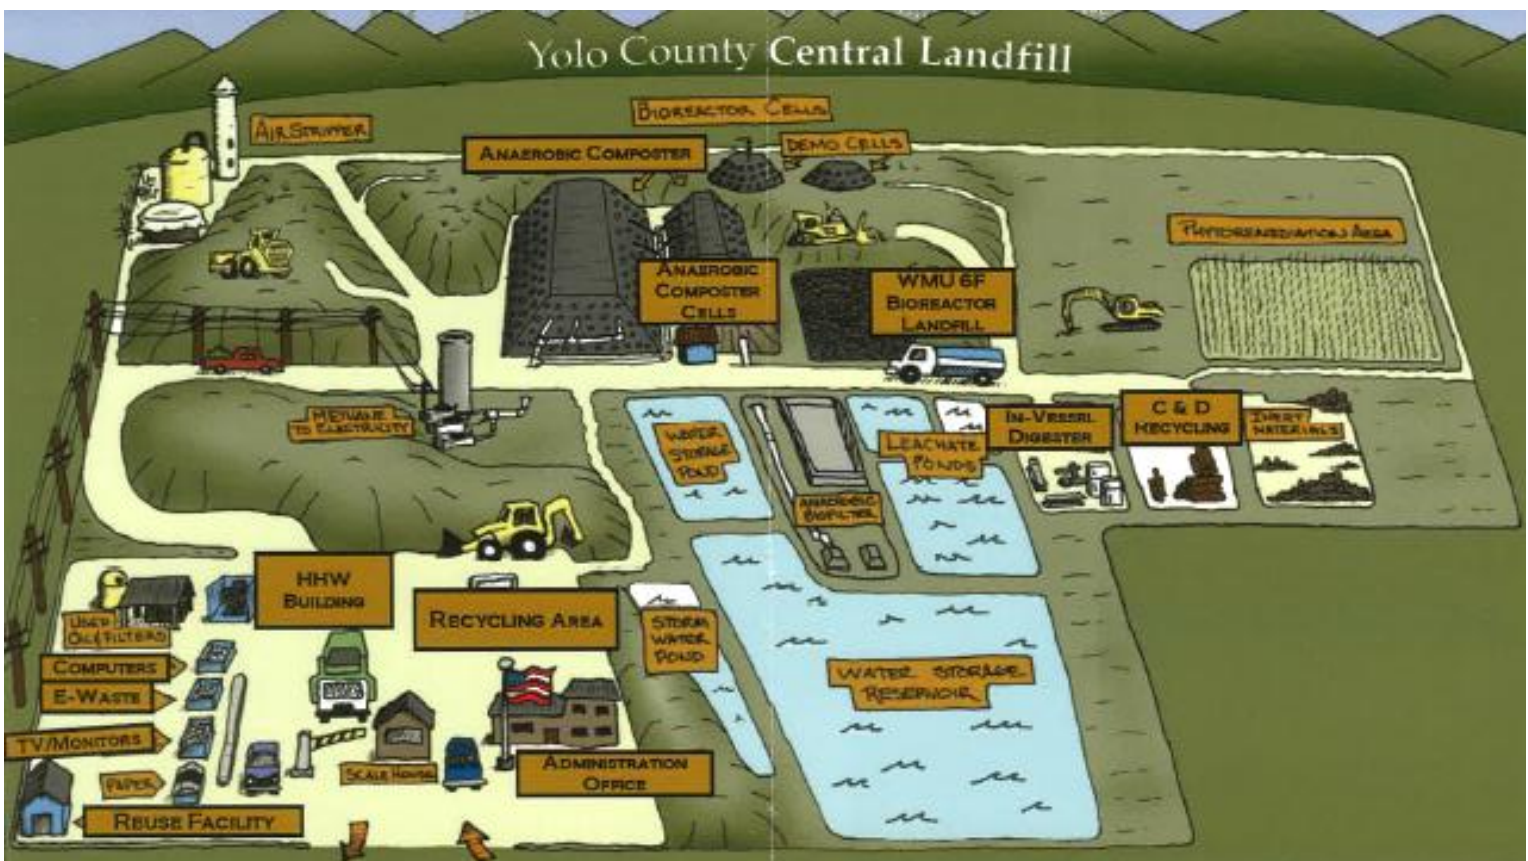 Yolo County Central Landfill
BIOREACTOR CELLS
AIR STRIPPER
ANAEROBIC COMPOSTER
DEMO CELLS
PHYTOREMEDIATION AREA
ANAEROBIC
COMPOSTER
CELLS
WMU 6F
BIOREACTOR
LANDFILL
METHANE
TO ELECTRICITY
WATER
STORAGE
POND
LEACHATE
PONDS
IN-VESSEL
DIGESTER
C & D
RECYCLING
INERT
MATERIALS
ANAEROBIC
BIOFILTER
HHW
BUILDING
RECYCLING AREA
USED
OIL & FILTERS
STORM
WATER
POND
COMPUTERS
E-WASTE
WATER STORAGE
RESERVOIR
TV/MONITORS
PAPER
SCALE HOUSE
ADMINISTRATION
OFFICE
REUSE FACILITY